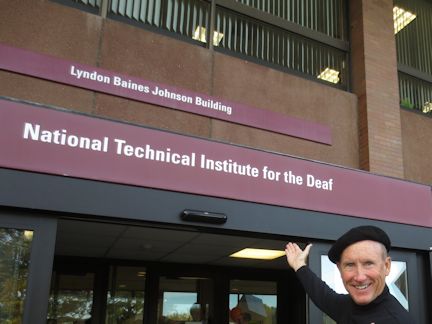 Lyndon Baines Johnson Building
National Technical Institute for the Deaf